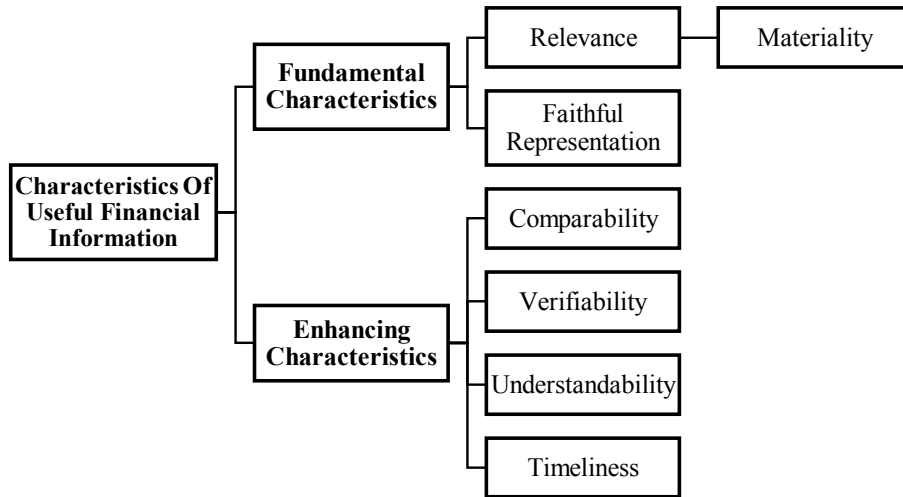 Characteristics Of
Useful Financial
Information
Fundamental
Characteristics
Relevance
Materiality
Faithful
Representation
Enhancing
Characteristics
Comparability
Verifiability
Understandability
Timeliness